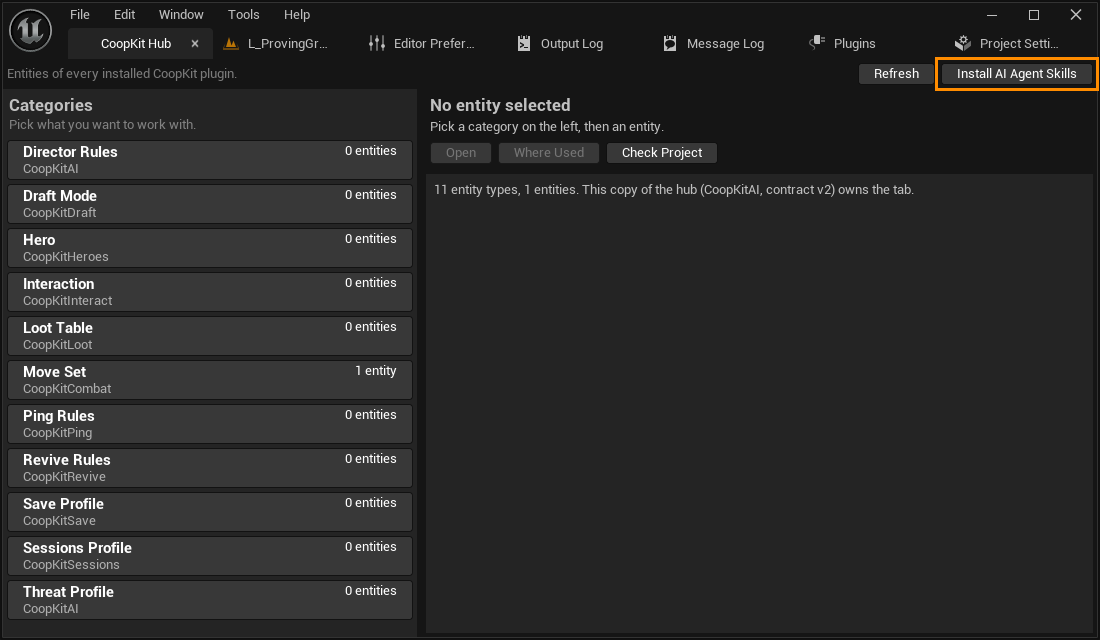 File Edit Window Tools Help
CoopKit Hub L_ProvingGr... Editor Prefer... Output Log Message Log Plugins Project Setti...
Entities of every installed CoopKit plugin. Refresh Install AI Agent Skills
Categories
Pick what you want to work with.
Director Rules 0 entities
CoopKitAI
Draft Mode 0 entities
CoopKitDraft
Hero 0 entities
CoopKitHeroes
Interaction 0 entities
CoopKitInteract
Loot Table 0 entities
CoopKitLoot
Move Set 1 entity
CoopKitCombat
Ping Rules 0 entities
CoopKitPing
Revive Rules 0 entities
CoopKitRevive
Save Profile 0 entities
CoopKitSave
Sessions Profile 0 entities
CoopKitSessions
Threat Profile 0 entities
CoopKitAI
No entity selected
Pick a category on the left, then an entity.
Open Where Used Check Project
11 entity types, 1 entities. This copy of the hub (CoopKitAI, contract v2) owns the tab.